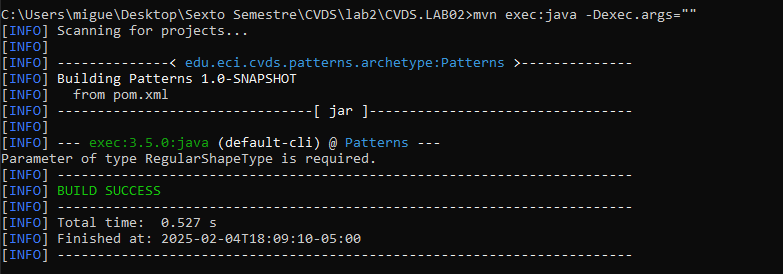 C:\Users\migue\Desktop\Sexto Semestre\CVDS\lab2\CVDS.LAB02>mvn exec:java -Dexec.args=""
[INFO] Scanning for projects...
[INFO]
[INFO] --------------< edu.eci.cvds.patterns.archetype:Patterns >--------------
[INFO] Building Patterns 1.0-SNAPSHOT
[INFO]   from pom.xml
[INFO] --------------------------------[ jar ]---------------------------------
[INFO]
[INFO] --- exec:3.5.0:java (default-cli) @ Patterns ---
Parameter of type RegularShapeType is required.
[INFO] ------------------------------------------------------------------------
[INFO] BUILD SUCCESS
[INFO] ------------------------------------------------------------------------
[INFO] Total time:  0.527 s
[INFO] Finished at: 2025-02-04T18:09:10-05:00
[INFO] ------------------------------------------------------------------------